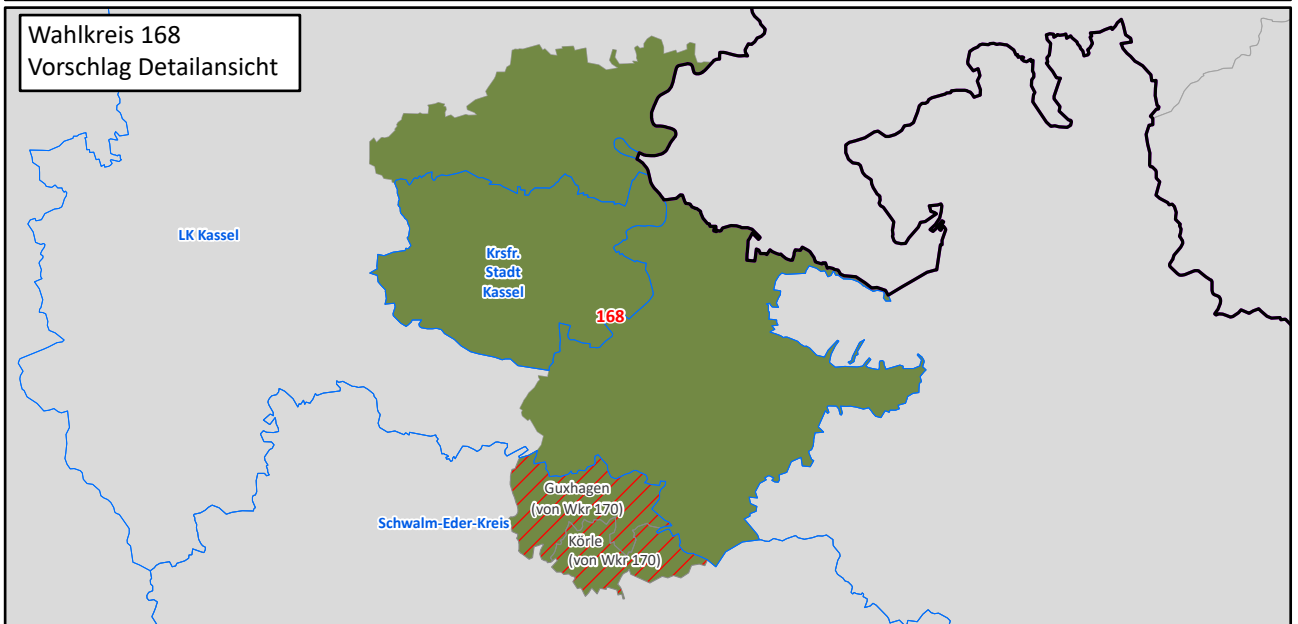 Wahlkreis 168
Vorschlag Detailansicht
LK Kassel
Krsfr.
Stadt
Kassel
168
Guxhagen
(von Wkr 170)
Schwalm-Eder-Kreis
Körle
(von Wkr 170)